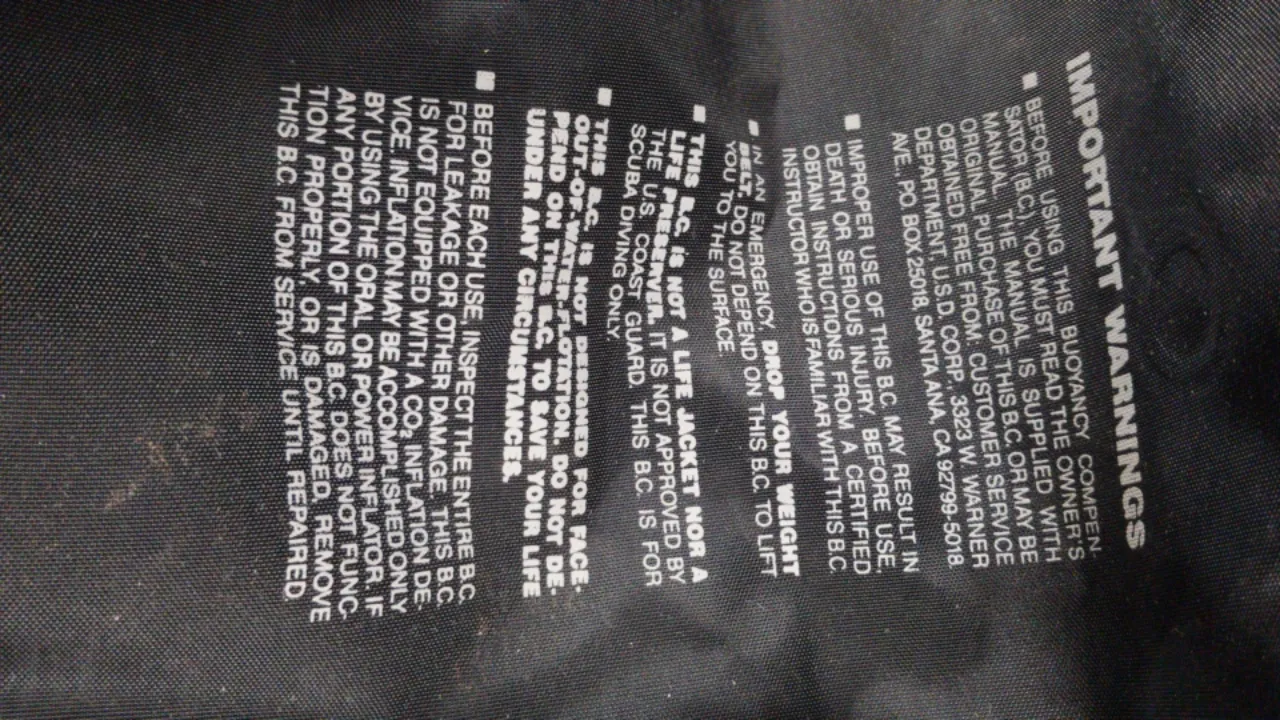 IMPORTANT WARNINGS
■ BEFORE USING THIS BUOYANCY COMPEN-
SATOR (B.C.), YOU MUST READ THE OWNER'S
MANUAL. THE MANUAL IS SUPPLIED WITH
ORIGINAL PURCHASE OF THIS B.C. OR MAY BE
OBTAINED FREE FROM: CUSTOMER SERVICE
DEPARTMENT, U.S.D. CORP., 3323 W. WARNER
AVE., P.O. BOX 25018, SANTA ANA, CA 92799-5018.
■ IMPROPER USE OF THIS B.C. MAY RESULT IN
DEATH OR SERIOUS INJURY. BEFORE USE,
OBTAIN INSTRUCTIONS FROM A CERTIFIED
INSTRUCTOR WHO IS FAMILIAR WITH THIS B.C.
■ IN AN EMERGENCY, DROP YOUR WEIGHT
BELT. DO NOT DEPEND ON THIS B.C. TO LIFT
YOU TO THE SURFACE.
■ THIS B.C. IS NOT A LIFE JACKET NOR A
LIFE PRESERVER. IT IS NOT APPROVED BY
THE U.S. COAST GUARD. THIS B.C. IS FOR
SCUBA DIVING ONLY.
■ THIS B.C. IS NOT DESIGNED FOR FACE-
OUT-OF-WATER-FLOTATION. DO NOT DE-
PEND ON THIS B.C. TO SAVE YOUR LIFE
UNDER ANY CIRCUMSTANCES.
■ BEFORE EACH USE, INSPECT THE ENTIRE B.C.
FOR LEAKAGE OR OTHER DAMAGE. THIS B.C.
IS NOT EQUIPPED WITH A CO₂ INFLATION DE-
VICE. INFLATION MAY BE ACCOMPLISHED ONLY
BY USING THE ORAL OR POWER INFLATOR. IF
ANY PORTION OF THIS B.C. DOES NOT FUNC-
TION PROPERLY, OR IS DAMAGED, REMOVE
THIS B.C. FROM SERVICE UNTIL REPAIRED.